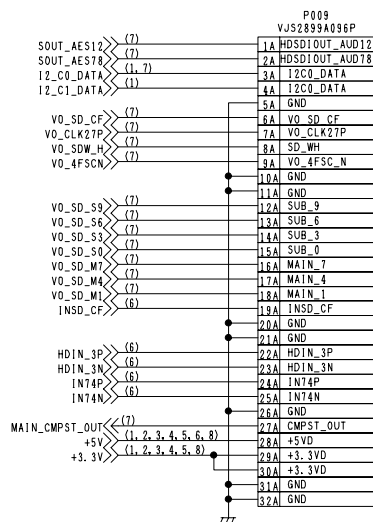 P009
VJS2899A096P
SOUT_AES12 (7) 1A HDSDIOUT_AUD12
SOUT_AES78 (7) 2A HDSDIOUT_AUD78
I2_C0_DATA (1, 7) 3A I2C0_DATA
I2_C1_DATA (1) 4A I2C0_DATA
5A GND
VO_SD_CF (7) 6A VO_SD_CF
VO_CLK27P (7) 7A VO_CLK27P
VO_SDW_H (7) 8A SD_WH
VO_4FSCN (7) 9A VO_4FSC_N
10A GND
11A GND
VO_SD_S9 (7) 12A SUB_9
VO_SD_S6 (7) 13A SUB_6
VO_SD_S3 (7) 14A SUB_3
VO_SD_S0 (7) 15A SUB_0
VO_SD_M7 (7) 16A MAIN_7
VO_SD_M4 (7) 17A MAIN_4
VO_SD_M1 (7) 18A MAIN_1
INSD_CF (6) 19A INSD_CF
20A GND
21A GND
HDIN_3P (6) 22A HDIN_3P
HDIN_3N (6) 23A HDIN_3N
IN74P (6) 24A IN74P
IN74N (6) 25A IN74N
26A GND
MAIN_CMPST_OUT (7) 27A CMPST_OUT
+5V (1, 2, 3, 4, 5, 6, 8) 28A +5VD
+3. 3V (1, 2, 3, 4, 5, 8) 29A +3. 3VD
30A +3. 3VD
31A GND
32A GND